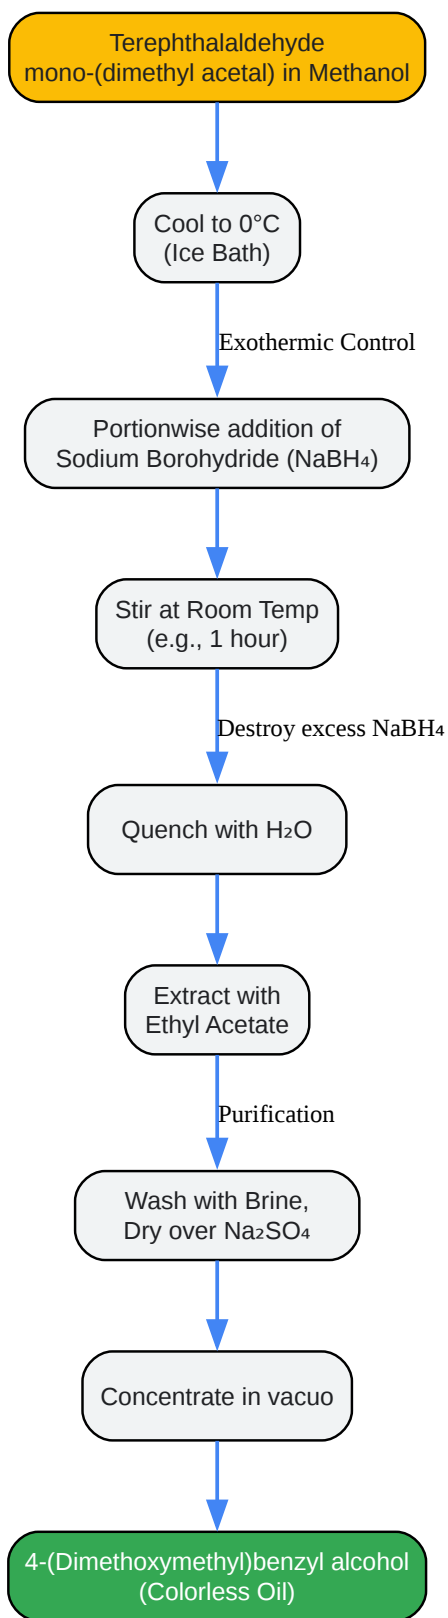 Terephthalaldehyde
mono-(dimethyl acetal) in Methanol
Cool to 0°C
(Ice Bath)
Exothermic Control
Portionwise addition of
Sodium Borohydride (NaBH₄)
Stir at Room Temp
(e.g., 1 hour)
Destroy excess NaBH₄
Quench with H₂O
Extract with
Ethyl Acetate
Purification
Wash with Brine,
Dry over Na₂SO₄
Concentrate in vacuo
4-(Dimethoxymethyl)benzyl alcohol
(Colorless Oil)